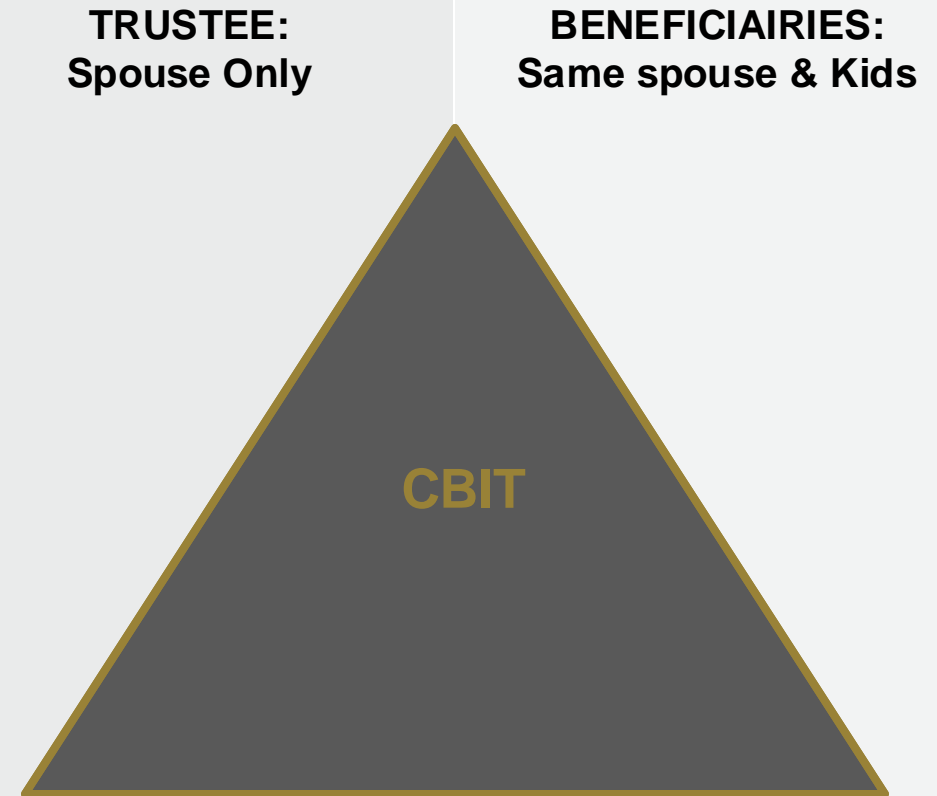 TRUSTEE:
Spouse Only
BENEFICIAIRIES:
Same spouse & Kids
CBIT